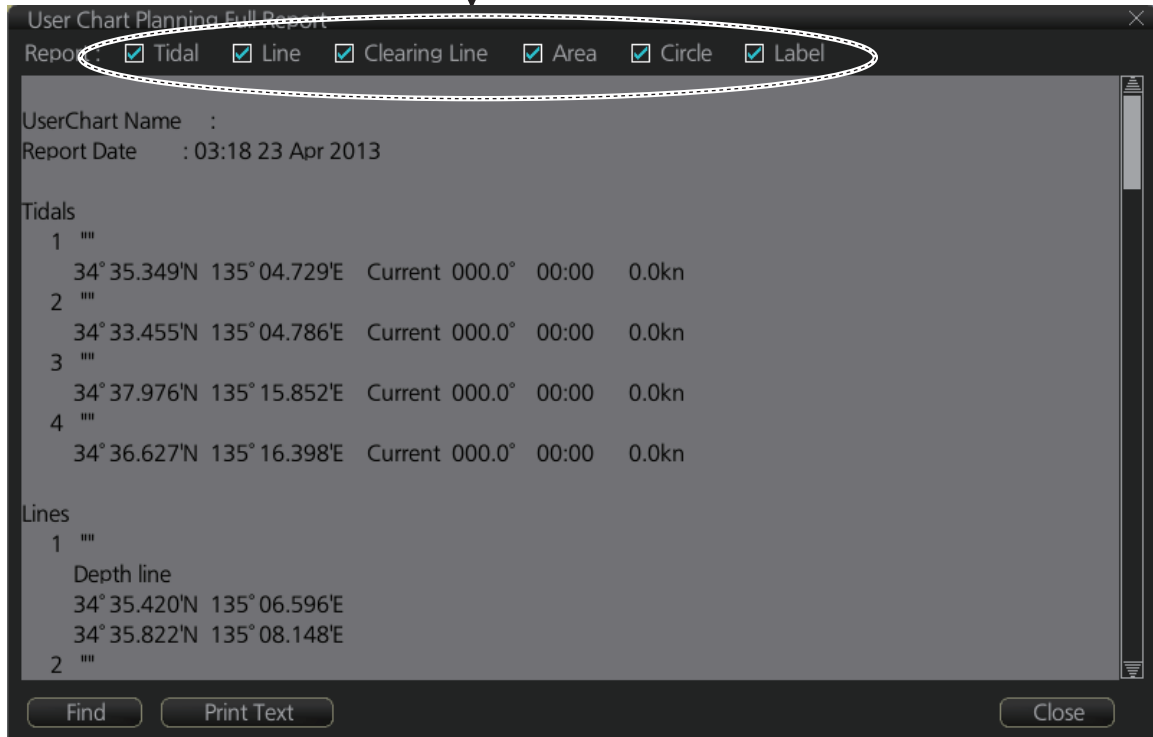 User Chart Planning Full Report
Report : Tidal Line Clearing Line Area Circle Label
UserChart Name :
Report Date : 03:18 23 Apr 2013
Tidals
1 ""
34°35.349'N 135°04.729'E Current 000.0° 00:00 0.0kn
2 ""
34°33.455'N 135°04.786'E Current 000.0° 00:00 0.0kn
3 ""
34°37.976'N 135°15.852'E Current 000.0° 00:00 0.0kn
4 ""
34°36.627'N 135°16.398'E Current 000.0° 00:00 0.0kn
Lines
1 ""
Depth line
34°35.420'N 135°06.596'E
34°35.822'N 135°08.148'E
2 ""
Find Print Text Close